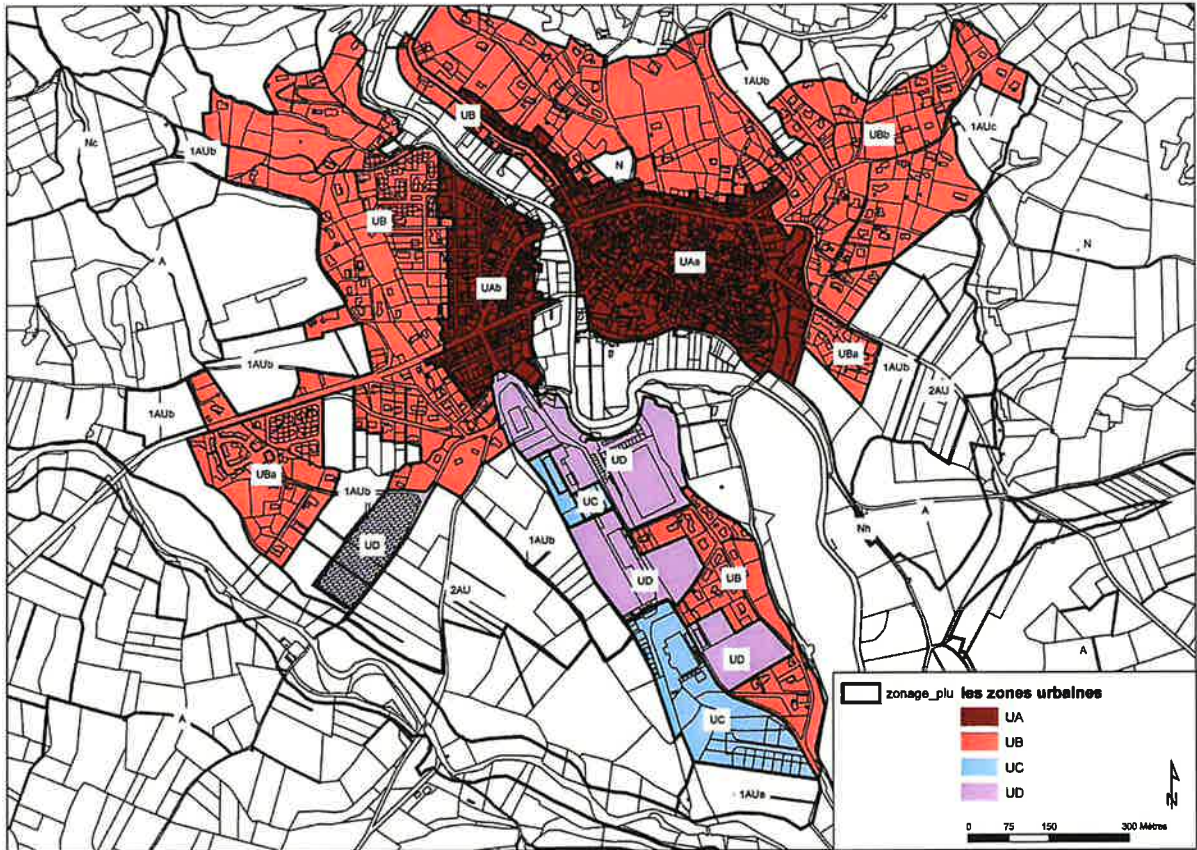 1AUb
UB
UBb
1AUc
Nc
1AUb
N
UB
N
A
UAa
UAb
1AUb
UBa
1AUb
2AU
1AUb
UBa
1AUb
UD
UC
UD
1AUb
Nh
A
UD
UB
2AU
UD
A
UC
A
1AUa
zonage_plu les zones urbaines
UA
UB
UC
UD
N
0 75 150 300 Mètres